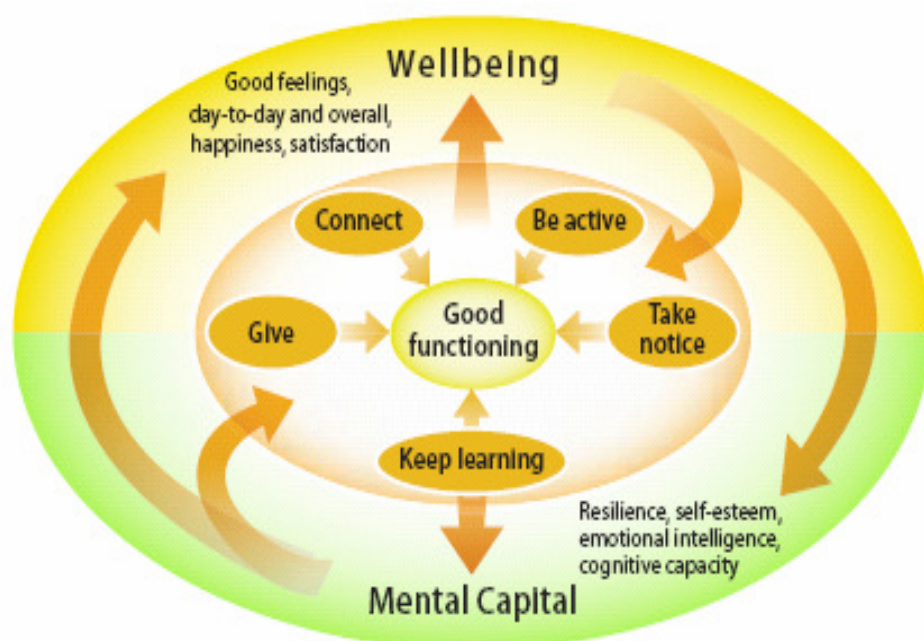 Wellbeing
Good feelings,
day-to-day and overall,
happiness, satisfaction
Connect
Be active
Give
Good
functioning
Take
notice
Keep learning
Resilience, self-esteem,
emotional intelligence,
cognitive capacity
Mental Capital